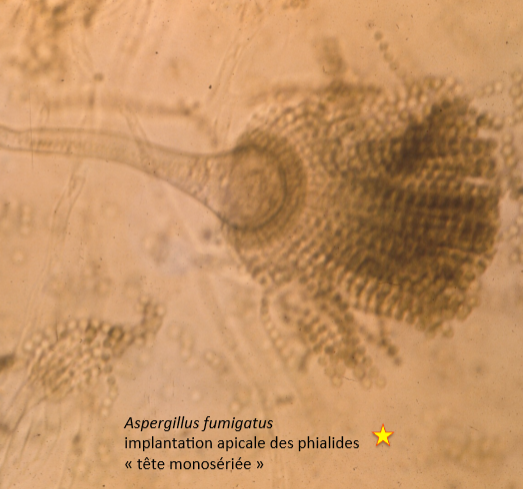 Aspergillus fumigatus
implantation apicale des phialides
« tête monosériée »